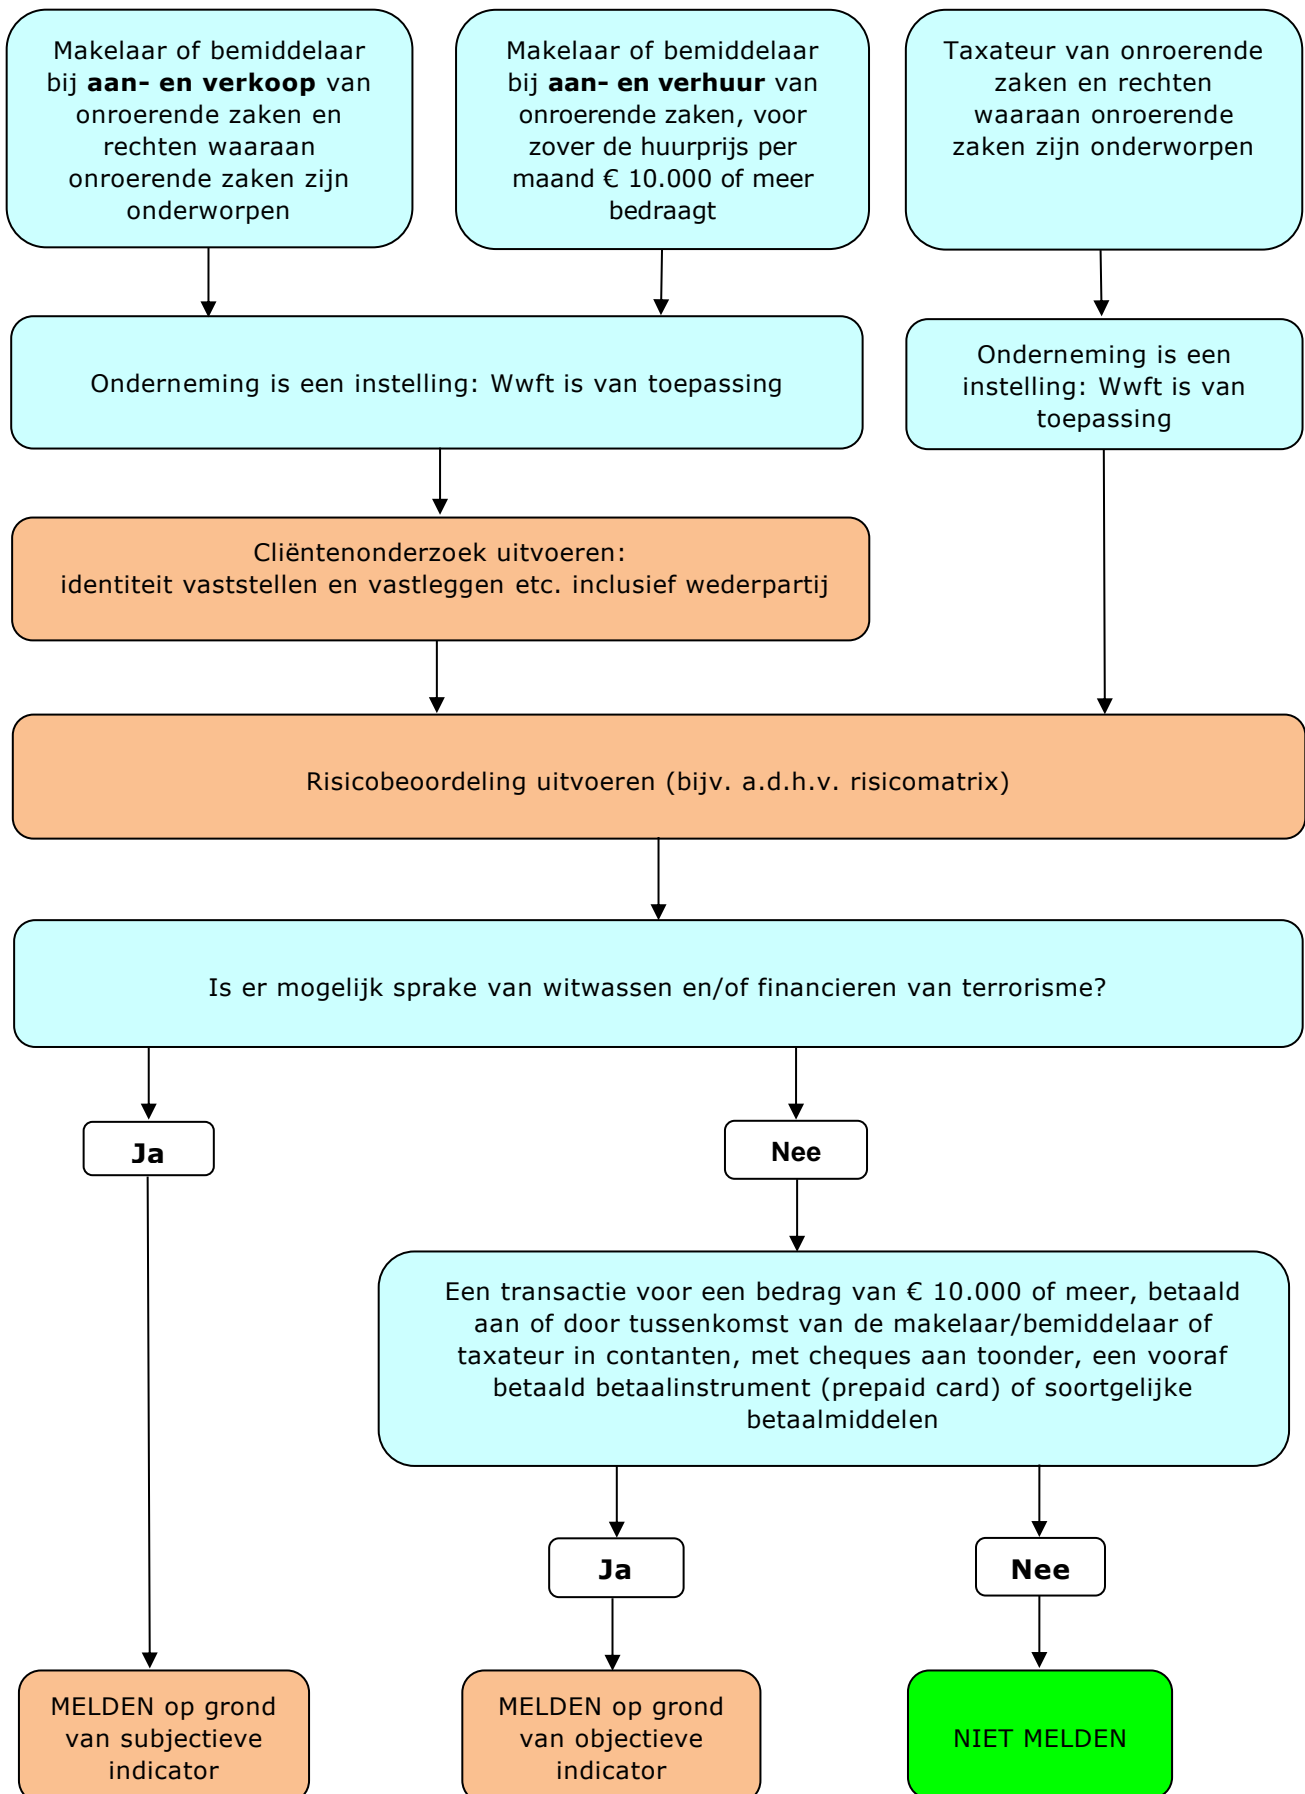 Makelaar of bemiddelaar
bij aan- en verkoop van
onroerende zaken en
rechten waaraan
onroerende zaken zijn
onderworpen
Makelaar of bemiddelaar
bij aan- en verhuur van
onroerende zaken, voor
zover de huurprijs per
maand € 10.000 of meer
bedraagt
Taxateur van onroerende
zaken en rechten
waaraan onroerende
zaken zijn onderworpen
Onderneming is een instelling: Wwft is van toepassing
Onderneming is een
instelling: Wwft is van
toepassing
Cliëntenonderzoek uitvoeren:
identiteit vaststellen en vastleggen etc. inclusief wederpartij
Risicobeoordeling uitvoeren (bijv. a.d.h.v. risicomatrix)
Is er mogelijk sprake van witwassen en/of financieren van terrorisme?
Ja
Nee
Een transactie voor een bedrag van € 10.000 of meer, betaald
aan of door tussenkomst van de makelaar/bemiddelaar of
taxateur in contanten, met cheques aan toonder, een vooraf
betaald betaalinstrument (prepaid card) of soortgelijke
betaalmiddelen
Ja
Nee
MELDEN op grond
van subjectieve
indicator
MELDEN op grond
van objectieve
indicator
NIET MELDEN